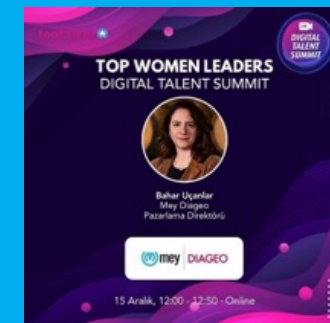 toptalent
DIGITAL
TALENT
SUMMIT
TOP WOMEN LEADERS
DIGITAL TALENT SUMMIT
Bahar Uçanlar
Mey Diageo
Pazarlama Direktörü
mey DIAGEO
15 Aralık, 12:00 - 12:50 - Online